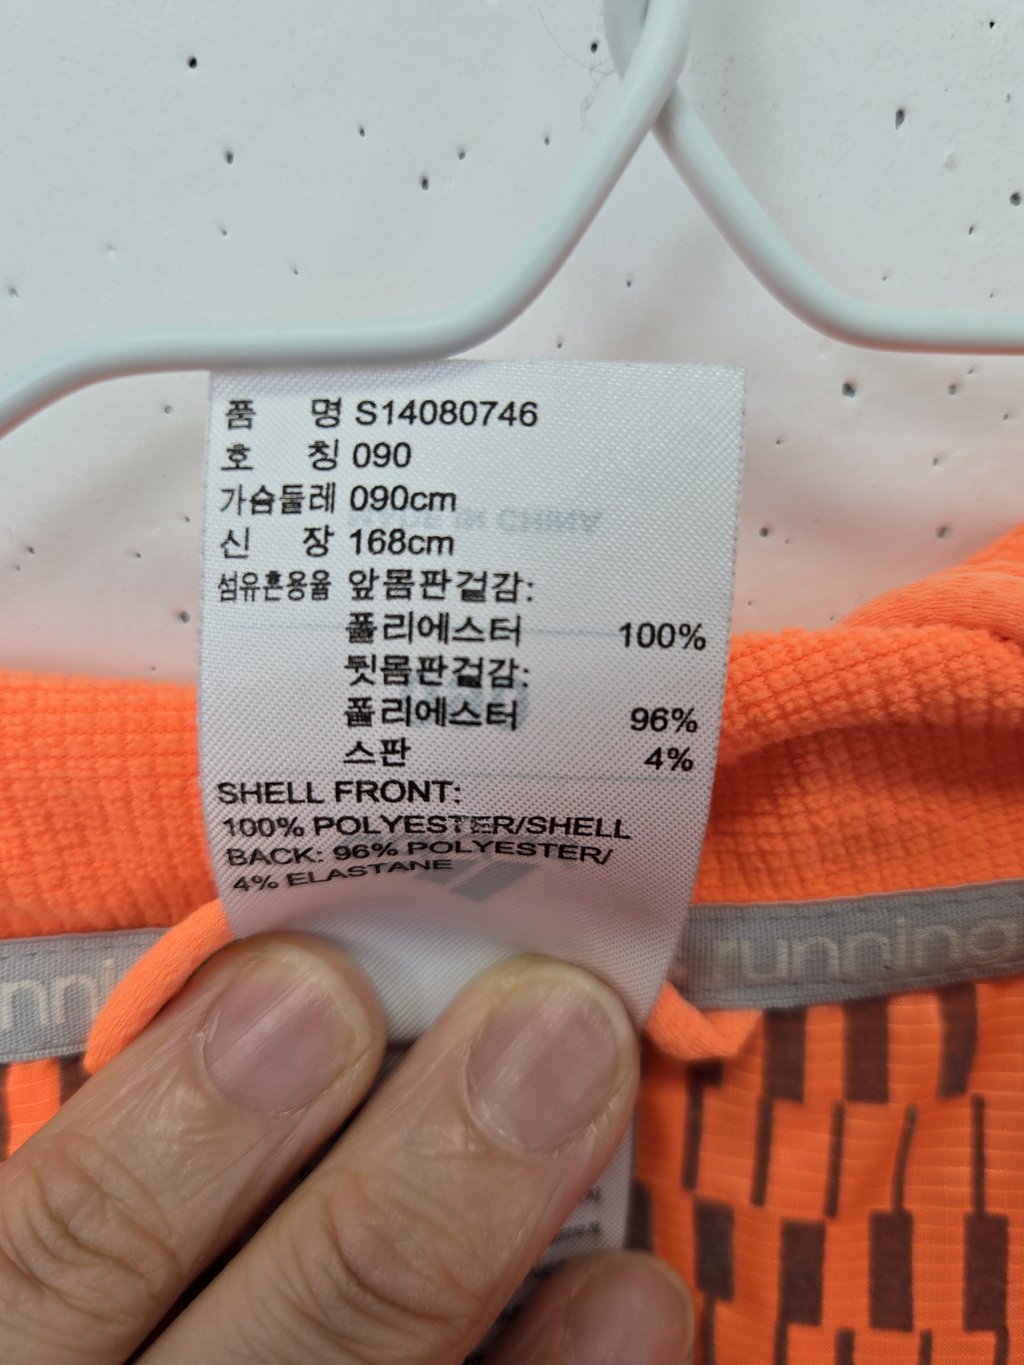 품 명 S14080746
호 칭 090
가슴둘레 090cm
신 장 168cm
섬유혼용율 앞몸판겉감:
폴리에스터 100%
뒷몸판겉감:
폴리에스터 96%
스판 4%
SHELL FRONT:
100% POLYESTER/SHELL
BACK: 96% POLYESTER/
4% ELASTANE
running